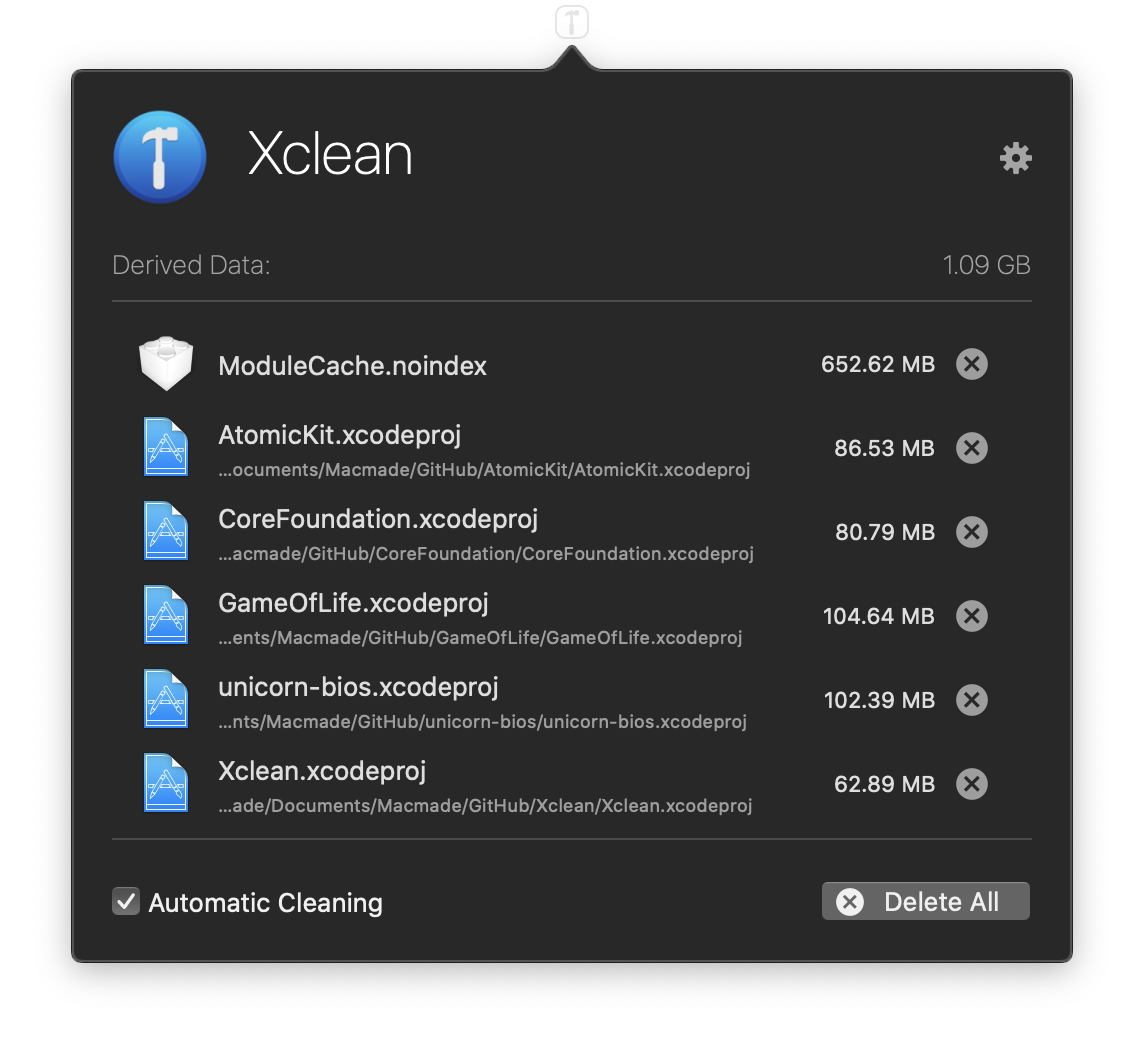 Xclean
Derived Data: 1.09 GB
ModuleCache.noindex 652.62 MB
AtomicKit.xcodeproj
...ocuments/Macmade/GitHub/AtomicKit/AtomicKit.xcodeproj
86.53 MB
CoreFoundation.xcodeproj
...acmade/GitHub/CoreFoundation/CoreFoundation.xcodeproj
80.79 MB
GameOfLife.xcodeproj
...ents/Macmade/GitHub/GameOfLife/GameOfLife.xcodeproj
104.64 MB
unicorn-bios.xcodeproj
...nts/Macmade/GitHub/unicorn-bios/unicorn-bios.xcodeproj
102.39 MB
Xclean.xcodeproj
...ade/Documents/Macmade/GitHub/Xclean/Xclean.xcodeproj
62.89 MB
Automatic Cleaning
Delete All